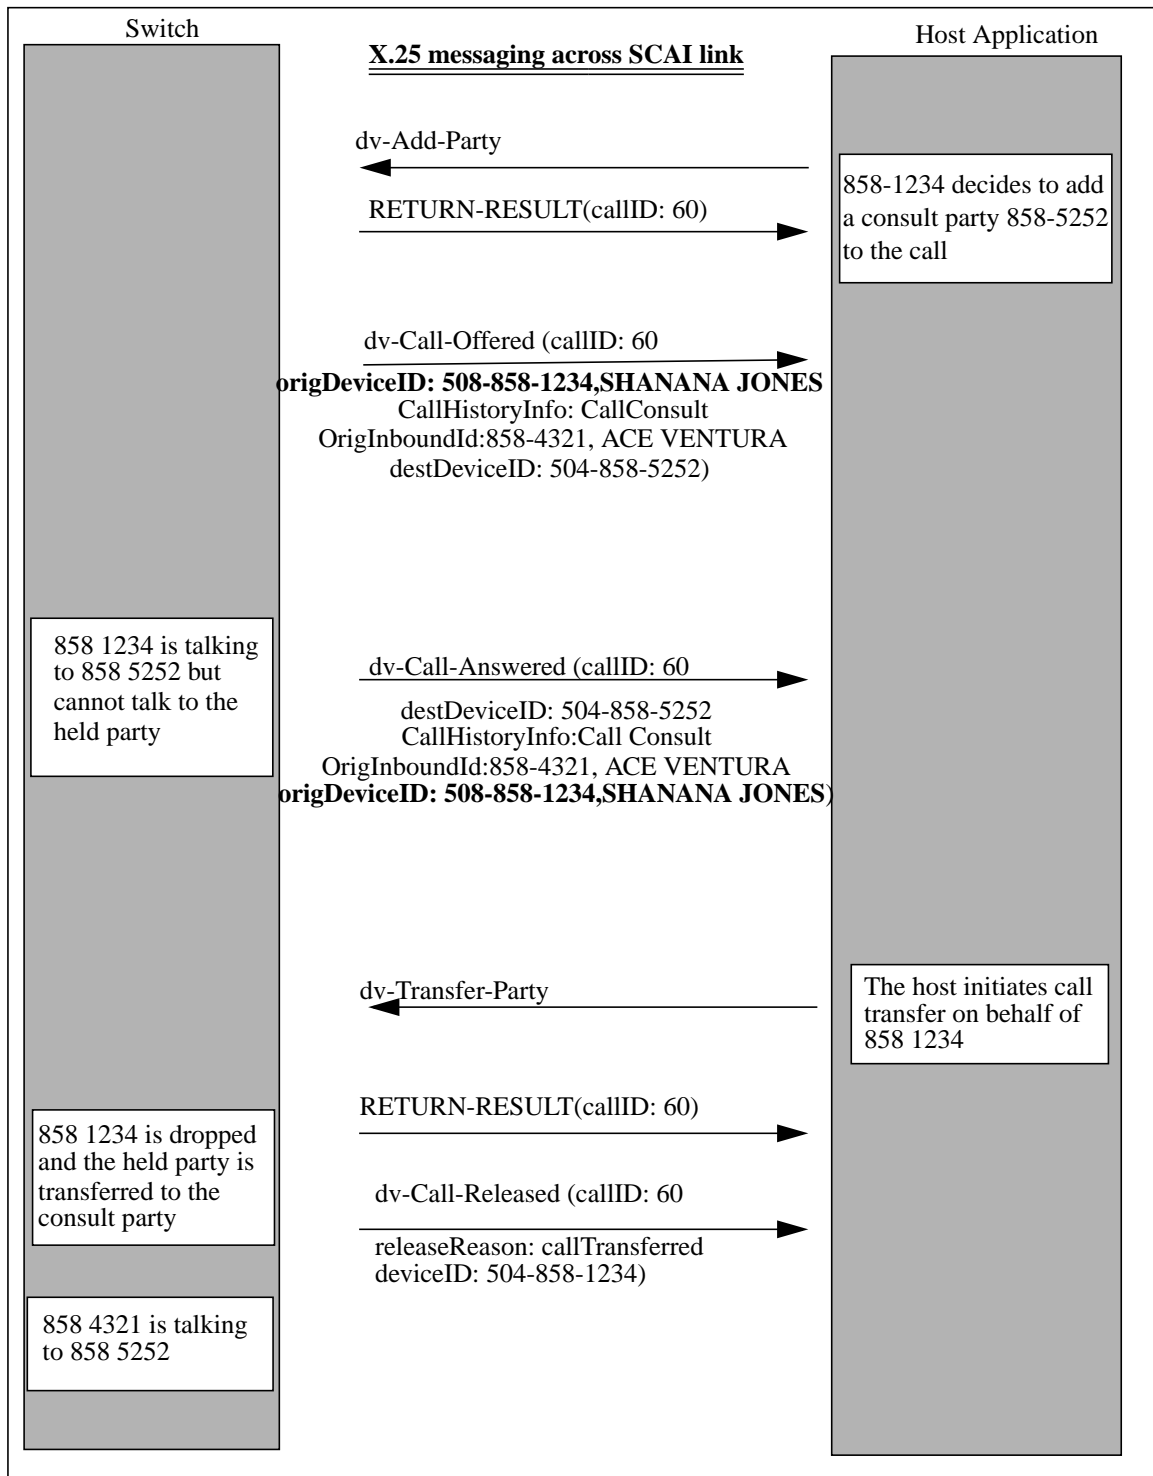 Switch
Host Application
X.25 messaging across SCAI link
dv-Add-Party
858-1234 decides to add
a consult party 858-5252
to the call
RETURN-RESULT(callID: 60)
dv-Call-Offered (callID: 60
origDeviceID: 508-858-1234,SHANANA JONES
CallHistoryInfo: CallConsult
OrigInboundId:858-4321, ACE VENTURA
destDeviceID: 504-858-5252)
858 1234 is talking
to 858 5252 but
cannot talk to the
held party
dv-Call-Answered (callID: 60
destDeviceID: 504-858-5252
CallHistoryInfo:Call Consult
OrigInboundId:858-4321, ACE VENTURA
origDeviceID: 508-858-1234,SHANANA JONES)
dv-Transfer-Party
The host initiates call
transfer on behalf of
858 1234
RETURN-RESULT(callID: 60)
858 1234 is dropped
and the held party is
transferred to the
consult party
dv-Call-Released (callID: 60
releaseReason: callTransferred
deviceID: 504-858-1234)
858 4321 is talking
to 858 5252